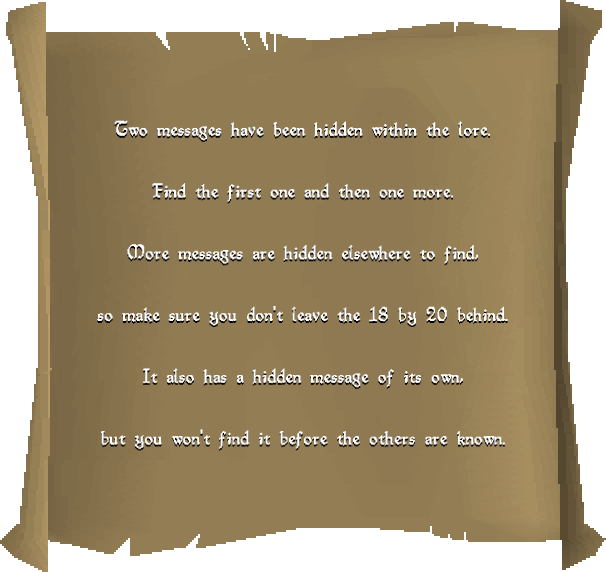 Two messages have been hidden within the lore.
Find the first one and then one more.
More messages are hidden elsewhere to find,
so make sure you don't leave the 18 by 20 behind.
It also has a hidden message of its own,
but you won't find it before the others are known.